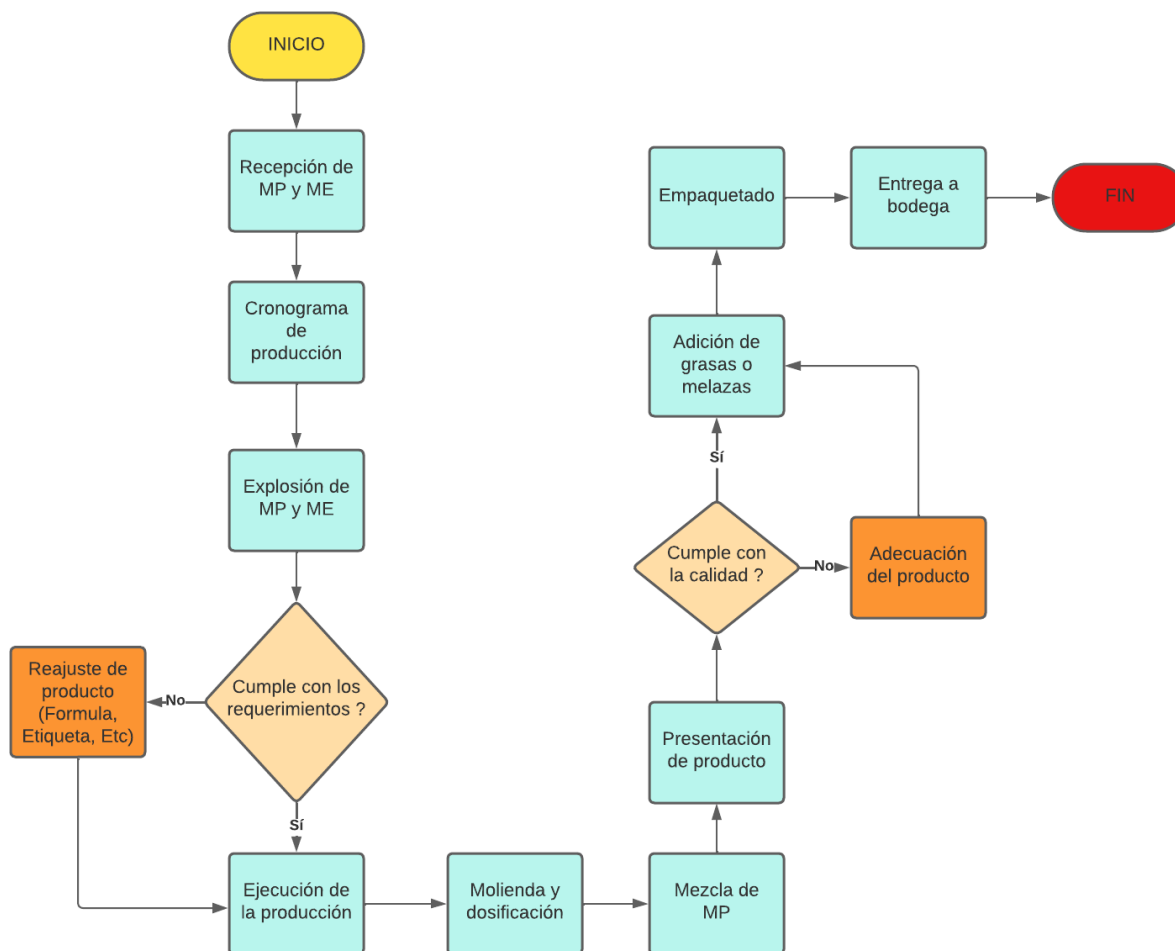 INICIO
Recepción de
MP y ME
Cronograma
de
producción
Explosión de
MP y ME
Cumple con los
requerimientos ?
No
Reajuste de
producto
(Formula,
Etiqueta, Etc)
Sí
Ejecución de
la producción
Molienda y
dosificación
Mezcla de
MP
Presentación
de producto
Cumple con
la calidad ?
No
Adecuación
del producto
Sí
Adición de
grasas o
melazas
Empaquetado
Entrega a
bodega
FIN